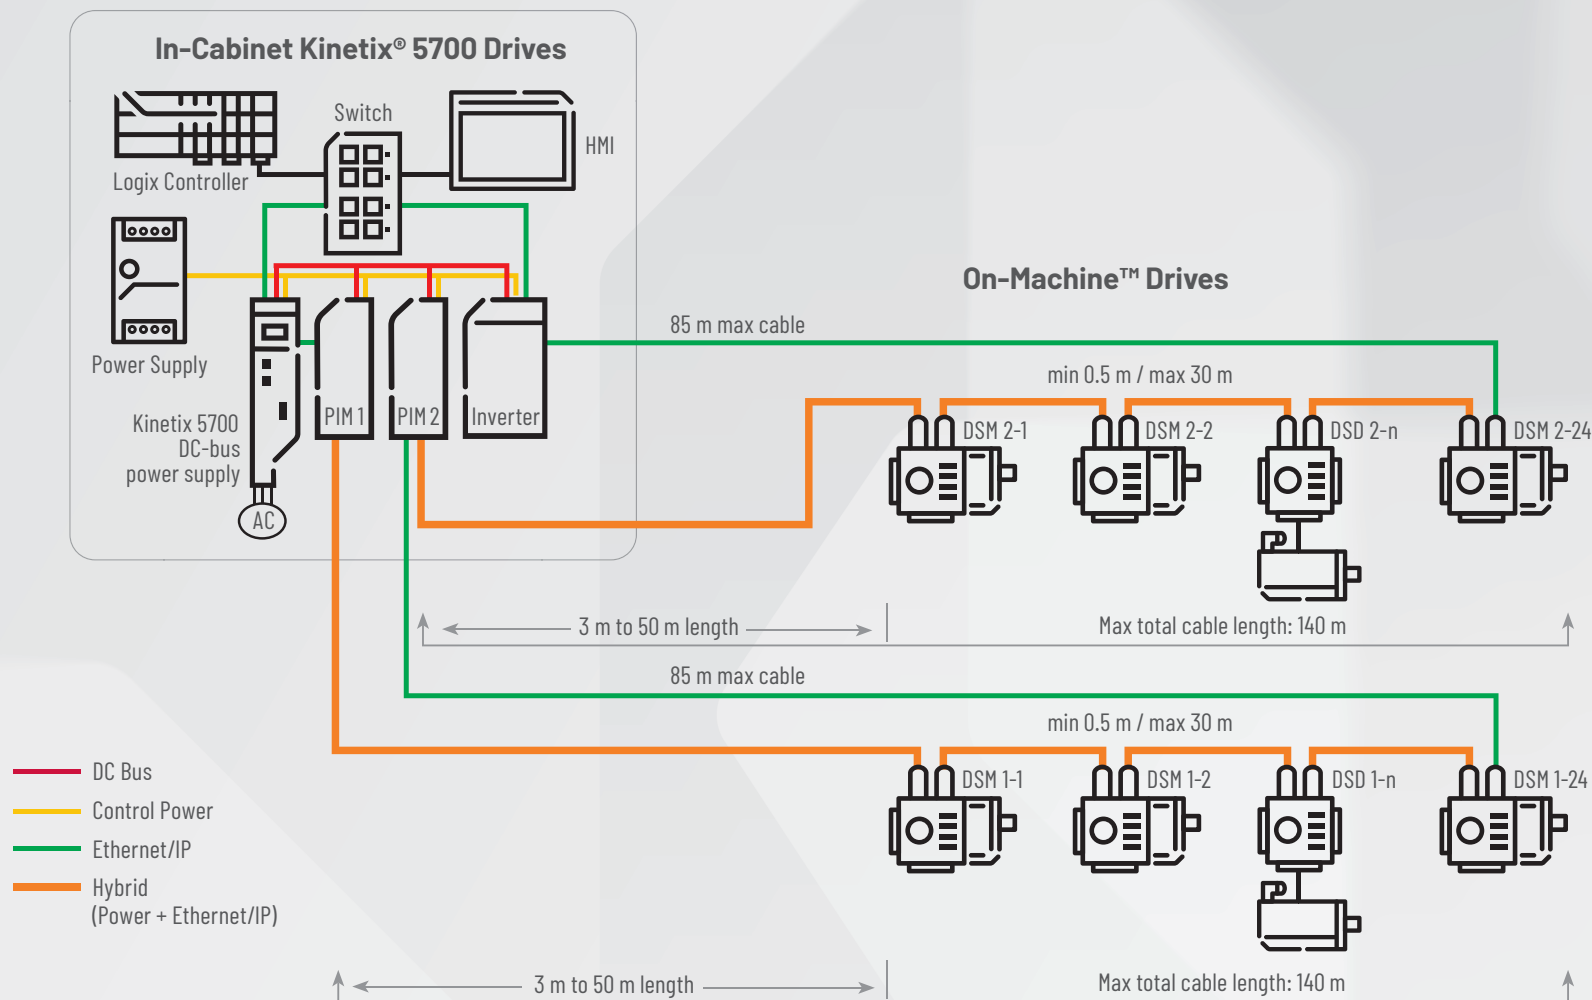 In-Cabinet Kinetix® 5700 Drives
Switch
HMI
Logix Controller
Power Supply
Kinetix 5700
DC-bus
power supply
AC
PIM 1
PIM 2
Inverter
On-Machine™ Drives
85 m max cable
min 0.5 m / max 30 m
DSM 2-1
DSM 2-2
DSD 2-n
DSM 2-24
3 m to 50 m length
Max total cable length: 140 m
85 m max cable
min 0.5 m / max 30 m
DSM 1-1
DSM 1-2
DSD 1-n
DSM 1-24
DC Bus
Control Power
Ethernet/IP
Hybrid
(Power + Ethernet/IP)
3 m to 50 m length
Max total cable length: 140 m